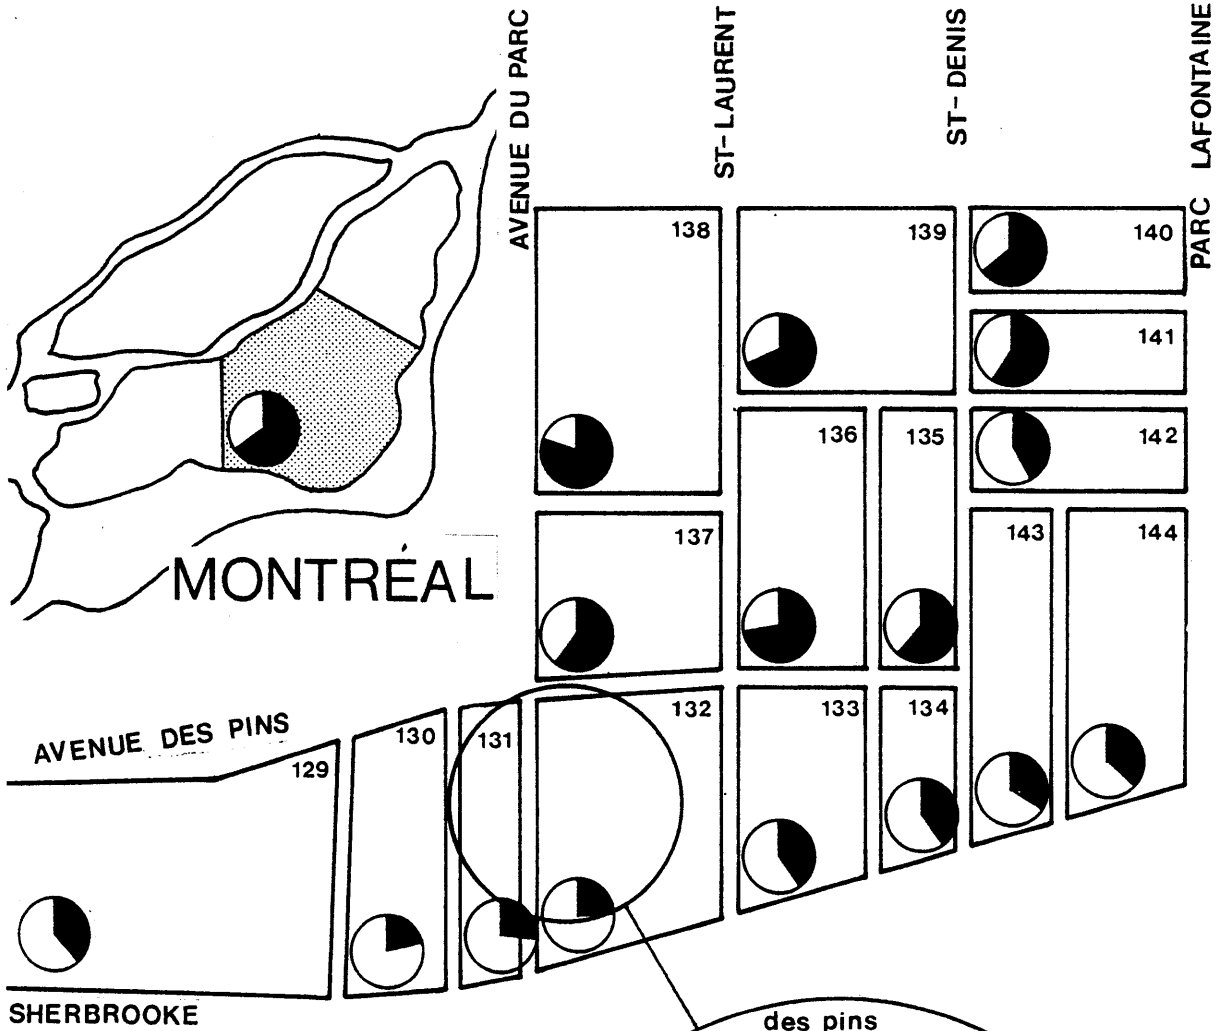 AVENUE DU PARC
ST-LAURENT
ST-DENIS
PARC LAFONTAINE
138
139
140
141
142
136
135
137
143
144
MONTRÉAL
AVENUE DES PINS
129
130
131
132
133
134
SHERBROOKE
des pins